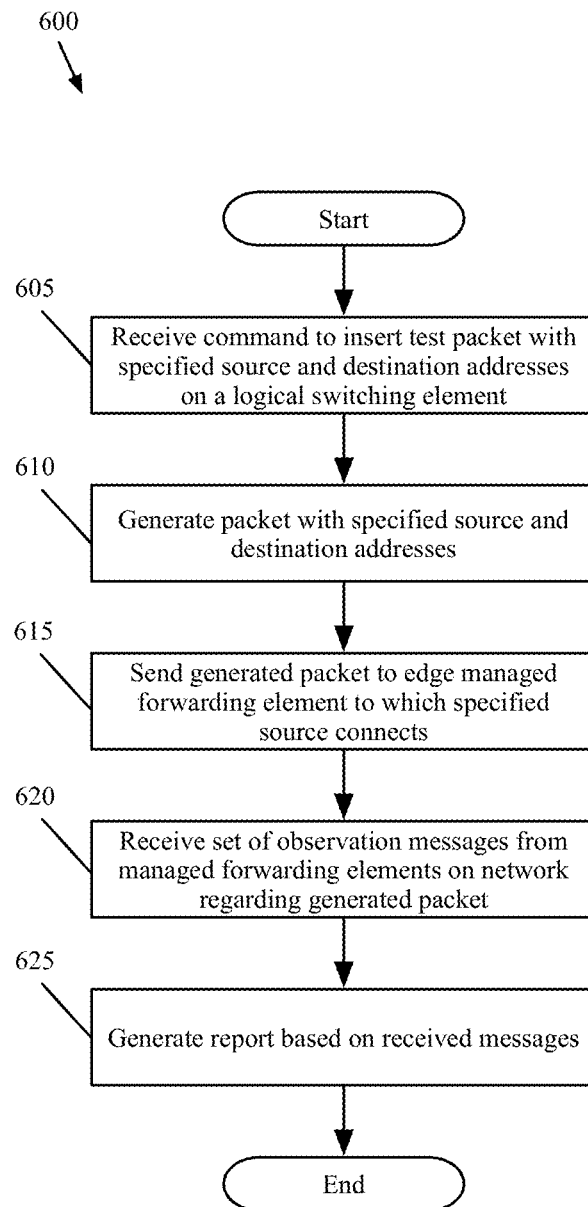 600
Start
605
Receive command to insert test packet with
specified source and destination addresses
on a logical switching element
610
Generate packet with specified source and
destination addresses
615
Send generated packet to edge managed
forwarding element to which specified
source connects
620
Receive set of observation messages from
managed forwarding elements on network
regarding generated packet
625
Generate report based on received messages
End